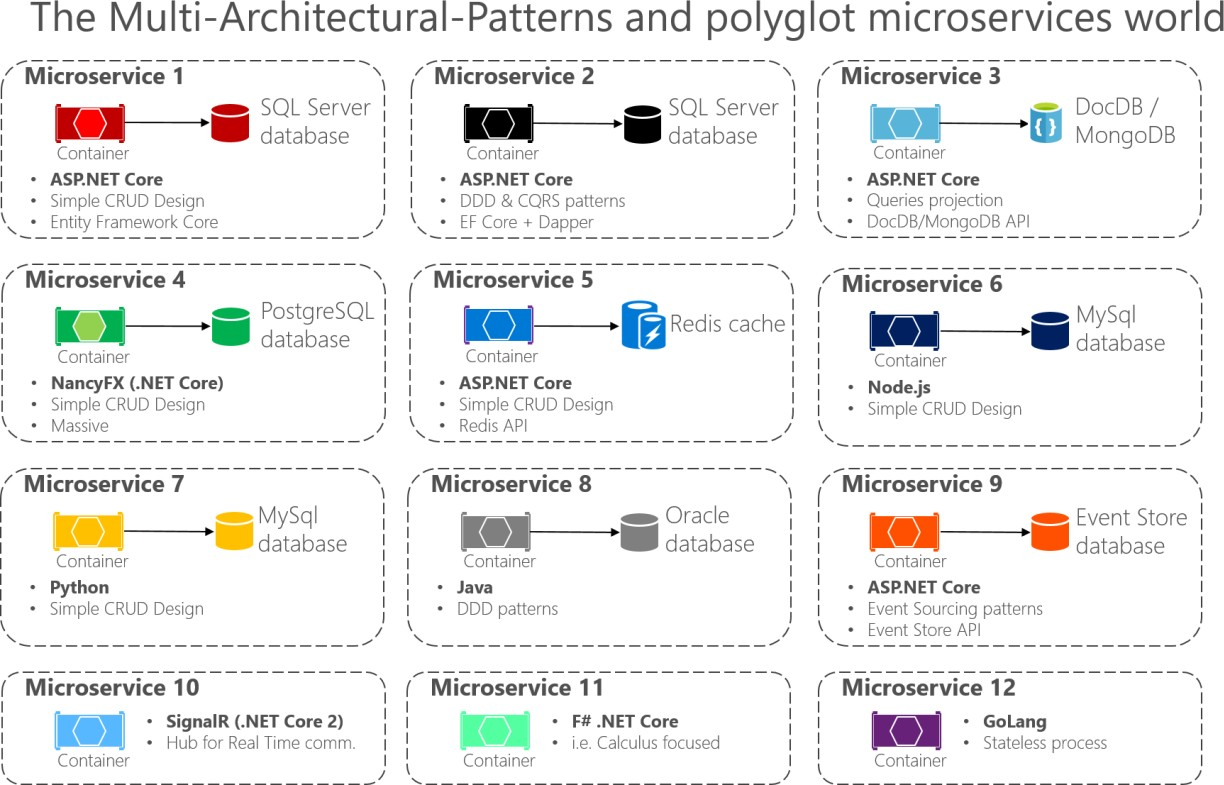 The Multi-Architectural-Patterns and polyglot microservices world
Microservice 1
SQL Server
database
Container
• ASP.NET Core
• Simple CRUD Design
• Entity Framework Core
Microservice 2
SQL Server
database
Container
• ASP.NET Core
• DDD & CQRS patterns
• EF Core + Dapper
Microservice 3
DocDB /
MongoDB
Container
• ASP.NET Core
• Queries projection
• DocDB/MongoDB API
Microservice 4
PostgreSQL
database
Container
• NancyFX (.NET Core)
• Simple CRUD Design
• Massive
Microservice 5
Redis cache
Container
• ASP.NET Core
• Simple CRUD Design
• Redis API
Microservice 6
MySql
database
Container
• Node.js
• Simple CRUD Design
Microservice 7
MySql
database
Container
• Python
• Simple CRUD Design
Microservice 8
Oracle
database
Container
• Java
• DDD patterns
Microservice 9
Event Store
database
Container
• ASP.NET Core
• Event Sourcing patterns
• Event Store API
Microservice 10
Container
• SignalR (.NET Core 2)
• Hub for Real Time comm.
Microservice 11
Container
• F# .NET Core
• i.e. Calculus focused
Microservice 12
Container
• GoLang
• Stateless process